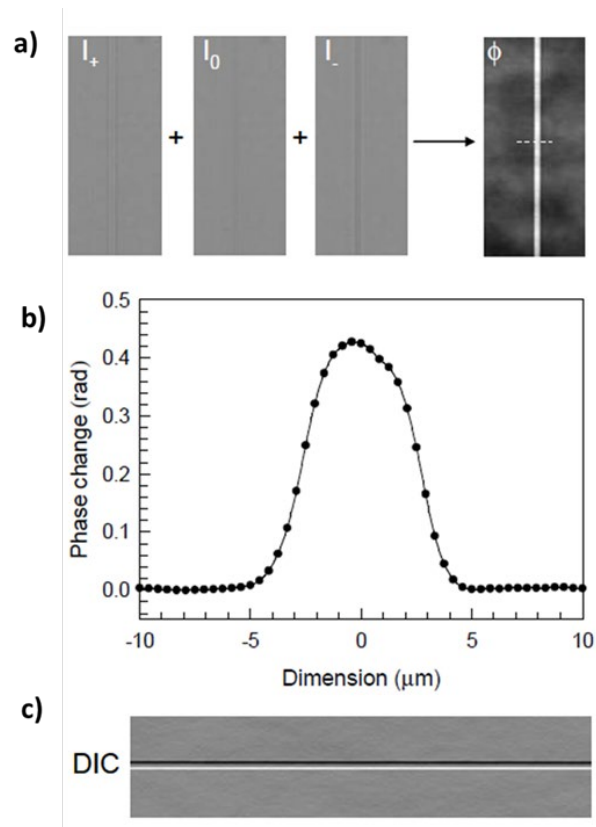 a)
I₊ + I₀ + I₋ ϕ
b)
0.5
0.4
0.3
0.2
0.1
0.0
Phase change (rad)
-10 -5 0 5 10
Dimension (μm)
c)
DIC